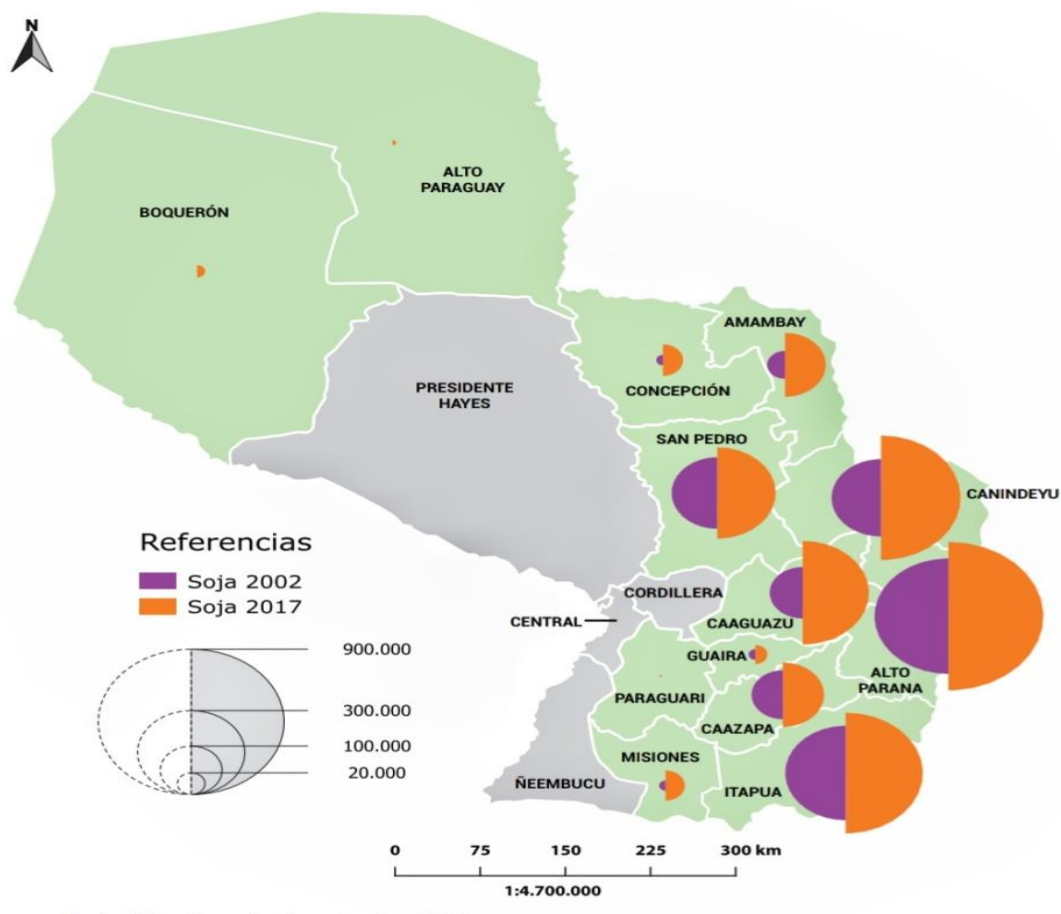 N
ALTO
PARAGUAY
BOQUERÓN
AMAMBAY
CONCEPCIÓN
PRESIDENTE
HAYES
SAN PEDRO
CANINDEYU
Referencias
Soja 2002
Soja 2017
CORDILLERA
CENTRAL
CAAGUAZU
GUAIRA
ALTO
PARANA
PARAGUARI
CAAZAPA
900.000
300.000
100.000
20.000
MISIONES
ÑEEMBUCU
ITAPUA
0 75 150 225 300 km
1:4.700.000